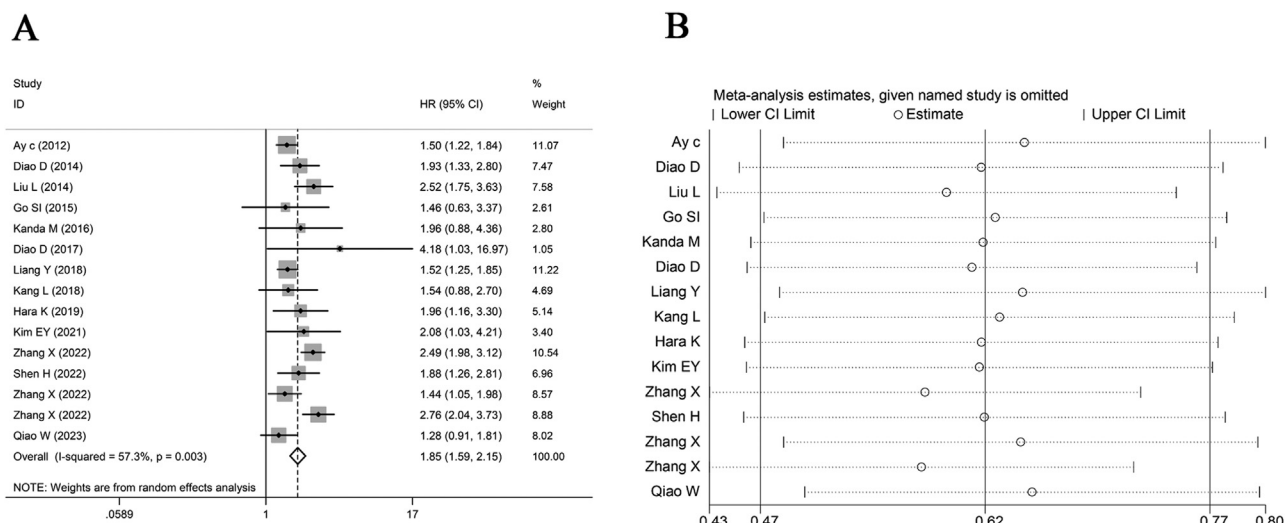 A
Study %
ID HR (95% CI) Weight
Ay c (2012) 1.50 (1.22, 1.84) 11.07
Diao D (2014) 1.93 (1.33, 2.80) 7.47
Liu L (2014) 2.52 (1.75, 3.63) 7.58
Go SI (2015) 1.46 (0.63, 3.37) 2.61
Kanda M (2016) 1.96 (0.88, 4.36) 2.80
Diao D (2017) 4.18 (1.03, 16.97) 1.05
Liang Y (2018) 1.52 (1.25, 1.85) 11.22
Kang L (2018) 1.54 (0.88, 2.70) 4.69
Hara K (2019) 1.96 (1.16, 3.30) 5.14
Kim EY (2021) 2.08 (1.03, 4.21) 3.40
Zhang X (2022) 2.49 (1.98, 3.12) 10.54
Shen H (2022) 1.88 (1.26, 2.81) 6.96
Zhang X (2022) 1.44 (1.05, 1.98) 8.57
Zhang X (2022) 2.76 (2.04, 3.73) 8.88
Qiao W (2023) 1.28 (0.91, 1.81) 8.02
Overall (I-squared = 57.3%, p = 0.003) 1.85 (1.59, 2.15) 100.00
NOTE: Weights are from random effects analysis
.0589 1 17
B
Meta-analysis estimates, given named study is omitted
Lower CI Limit Estimate Upper CI Limit
Ay c
Diao D
Liu L
Go SI
Kanda M
Diao D
Liang Y
Kang L
Hara K
Kim EY
Zhang X
Shen H
Zhang X
Zhang X
Qiao W
0.43 0.47 0.62 0.77 0.80